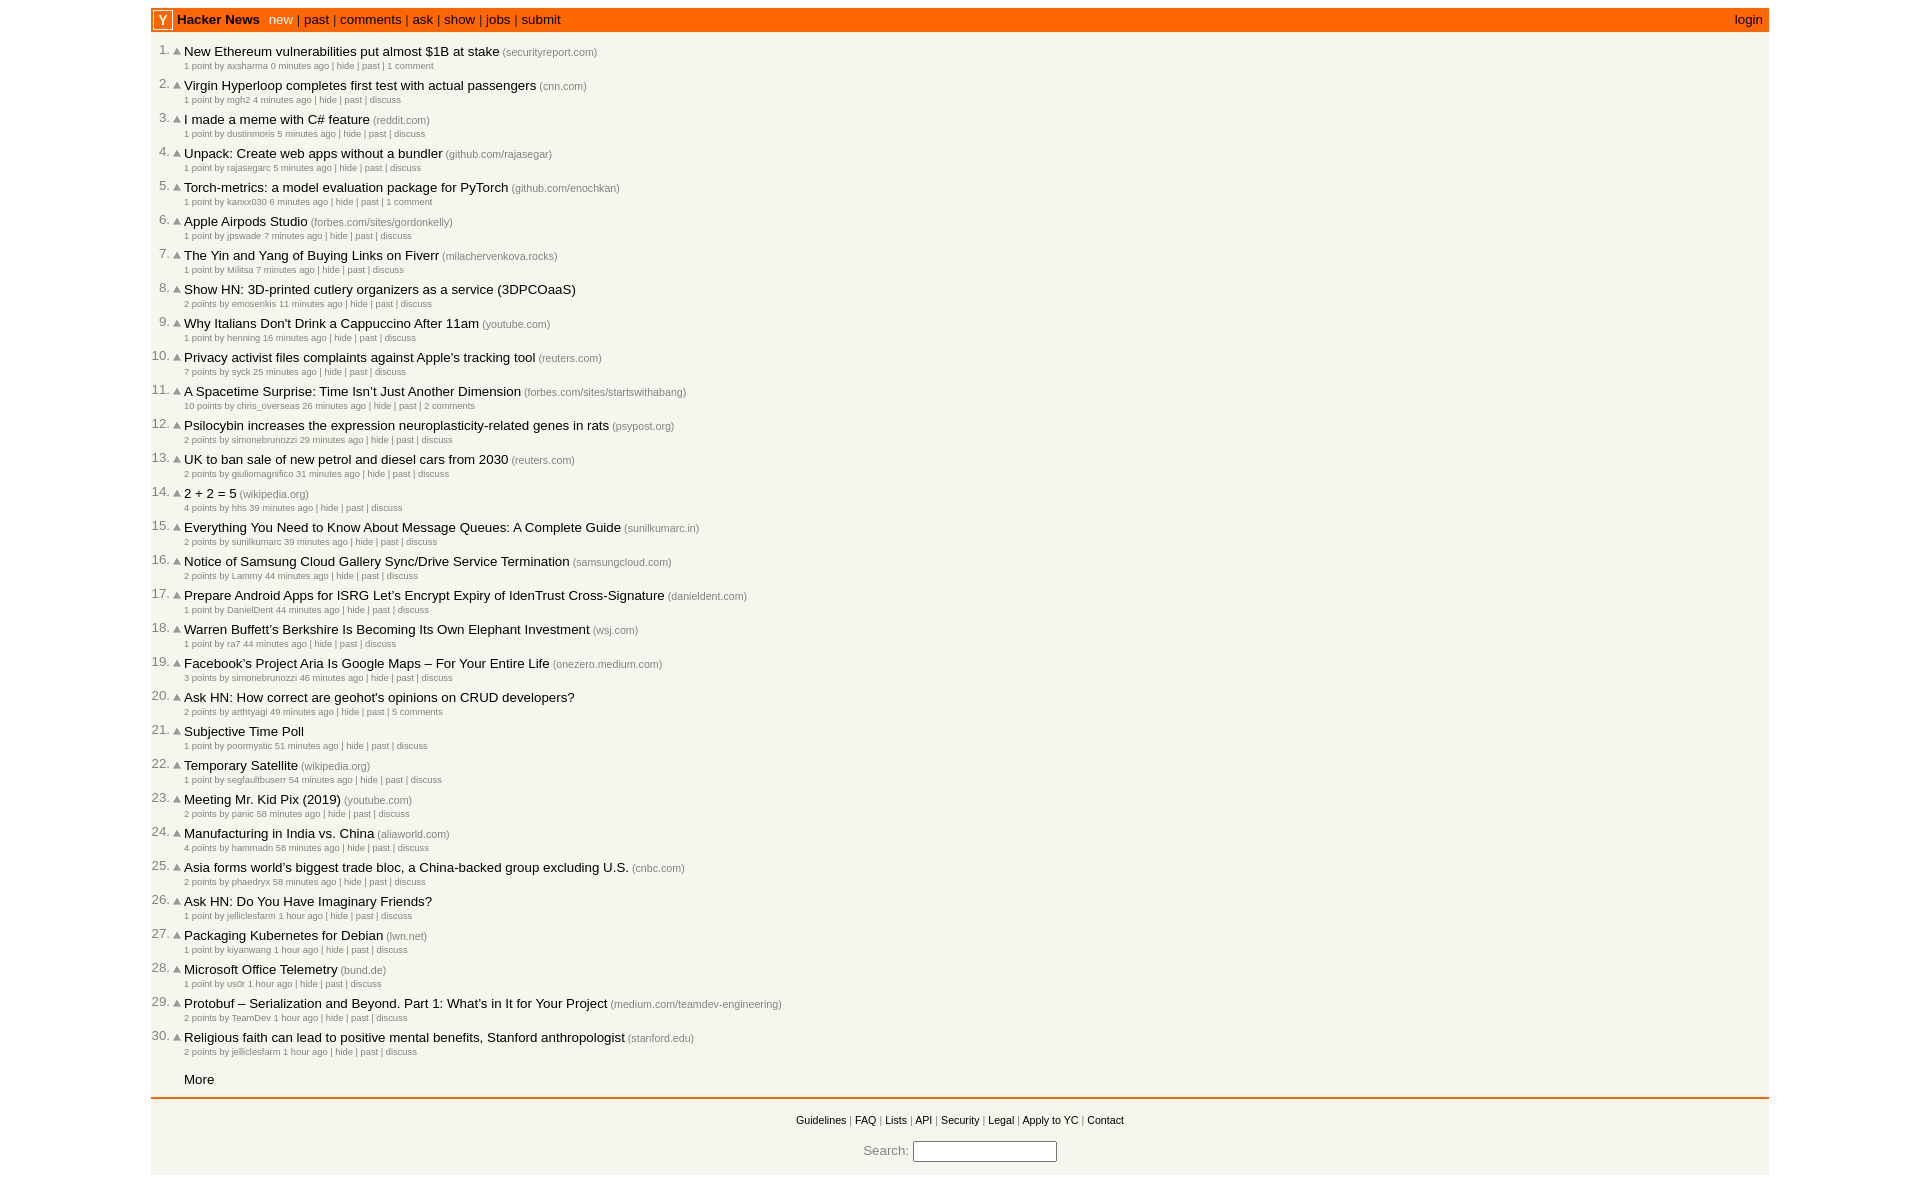 Y Hacker News new | past | comments | ask | show | jobs | submit login
1. New Ethereum vulnerabilities put almost $1B at stake (securityreport.com)
1 point by axsharma 0 minutes ago | hide | past | 1 comment
2. Virgin Hyperloop completes first test with actual passengers (cnn.com)
1 point by mgh2 4 minutes ago | hide | past | discuss
3. I made a meme with C# feature (reddit.com)
1 point by dustinmoris 5 minutes ago | hide | past | discuss
4. Unpack: Create web apps without a bundler (github.com/rajasegar)
1 point by rajasegarc 5 minutes ago | hide | past | discuss
5. Torch-metrics: a model evaluation package for PyTorch (github.com/enochkan)
1 point by kanxx030 6 minutes ago | hide | past | 1 comment
6. Apple Airpods Studio (forbes.com/sites/gordonkelly)
1 point by jpswade 7 minutes ago | hide | past | discuss
7. The Yin and Yang of Buying Links on Fiverr (milachervenkova.rocks)
1 point by Militsa 7 minutes ago | hide | past | discuss
8. Show HN: 3D-printed cutlery organizers as a service (3DPCOaaS)
2 points by emosenkis 11 minutes ago | hide | past | discuss
9. Why Italians Don't Drink a Cappuccino After 11am (youtube.com)
1 point by henning 16 minutes ago | hide | past | discuss
10. Privacy activist files complaints against Apple's tracking tool (reuters.com)
7 points by syck 25 minutes ago | hide | past | discuss
11. A Spacetime Surprise: Time Isn’t Just Another Dimension (forbes.com/sites/startswithabang)
10 points by chris_overseas 26 minutes ago | hide | past | 2 comments
12. Psilocybin increases the expression neuroplasticity-related genes in rats (psypost.org)
2 points by simonebrunozzi 29 minutes ago | hide | past | discuss
13. UK to ban sale of new petrol and diesel cars from 2030 (reuters.com)
2 points by giuliomagnifico 31 minutes ago | hide | past | discuss
14. 2 + 2 = 5 (wikipedia.org)
4 points by hhs 39 minutes ago | hide | past | discuss
15. Everything You Need to Know About Message Queues: A Complete Guide (sunilkumarc.in)
2 points by sunilkumarc 39 minutes ago | hide | past | discuss
16. Notice of Samsung Cloud Gallery Sync/Drive Service Termination (samsungcloud.com)
2 points by Lammy 44 minutes ago | hide | past | discuss
17. Prepare Android Apps for ISRG Let’s Encrypt Expiry of IdenTrust Cross-Signature (danieldent.com)
1 point by DanielDent 44 minutes ago | hide | past | discuss
18. Warren Buffett’s Berkshire Is Becoming Its Own Elephant Investment (wsj.com)
1 point by ra7 44 minutes ago | hide | past | discuss
19. Facebook’s Project Aria Is Google Maps – For Your Entire Life (onezero.medium.com)
3 points by simonebrunozzi 46 minutes ago | hide | past | discuss
20. Ask HN: How correct are geohot's opinions on CRUD developers?
2 points by arthtyagi 49 minutes ago | hide | past | 5 comments
21. Subjective Time Poll
1 point by poormystic 51 minutes ago | hide | past | discuss
22. Temporary Satellite (wikipedia.org)
1 point by segfaultbuserr 54 minutes ago | hide | past | discuss
23. Meeting Mr. Kid Pix (2019) (youtube.com)
2 points by panic 58 minutes ago | hide | past | discuss
24. Manufacturing in India vs. China (aliaworld.com)
4 points by hammadn 58 minutes ago | hide | past | discuss
25. Asia forms world’s biggest trade bloc, a China-backed group excluding U.S. (cnbc.com)
2 points by phaedryx 58 minutes ago | hide | past | discuss
26. Ask HN: Do You Have Imaginary Friends?
1 point by jelliclesfarm 1 hour ago | hide | past | discuss
27. Packaging Kubernetes for Debian (lwn.net)
1 point by kiyanwang 1 hour ago | hide | past | discuss
28. Microsoft Office Telemetry (bund.de)
1 point by us0r 1 hour ago | hide | past | discuss
29. Protobuf – Serialization and Beyond. Part 1: What’s in It for Your Project (medium.com/teamdev-engineering)
2 points by TeamDev 1 hour ago | hide | past | discuss
30. Religious faith can lead to positive mental benefits, Stanford anthropologist (stanford.edu)
2 points by jelliclesfarm 1 hour ago | hide | past | discuss
More
Guidelines | FAQ | Lists | API | Security | Legal | Apply to YC | Contact
Search: